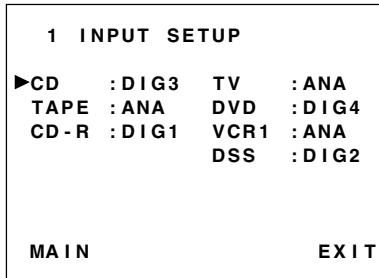 1 INPUT SETUP
►CD :DIG3 TV :ANA
TAPE :ANA DVD :DIG4
CD-R :DIG1 VCR1 :ANA
DSS :DIG2
MAIN EXIT